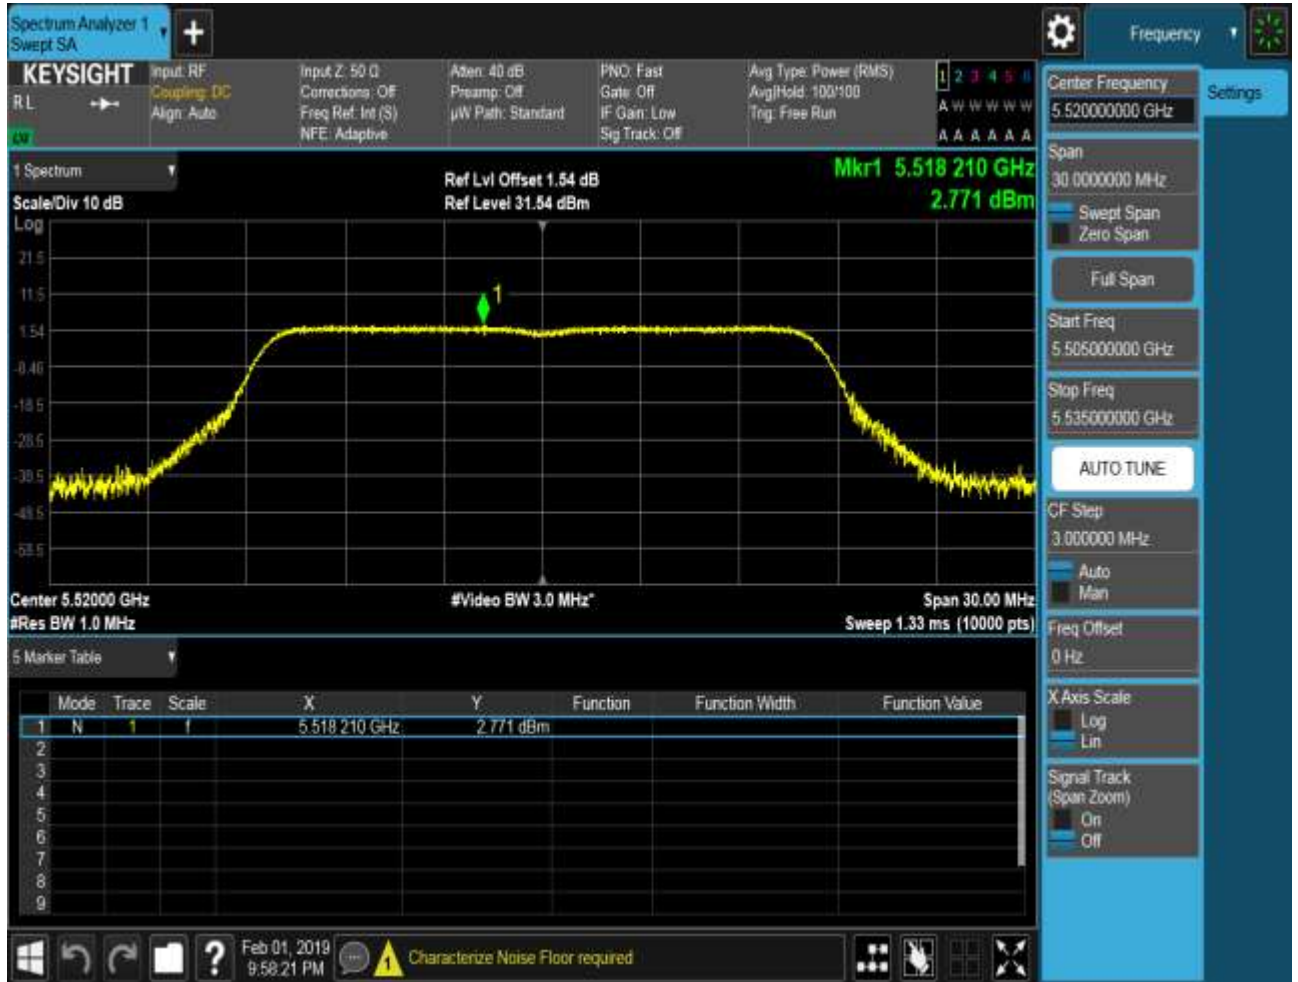 Spectrum Analyzer 1
Swept SA
+
Frequency
KEYSIGHT
R L
Input: RF
Coupling: DC
Align: Auto
Input Z: 50 Ω
Corrections: Off
Freq Ref: Int (S)
NFE: Adaptive
Atten: 40 dB
Preamp: Off
µW Path: Standard
PNO: Fast
Gate: Off
IF Gain: Low
Sig Track: Off
Avg Type: Power (RMS)
Avg|Hold: 100/100
Trig: Free Run
1 2 3 4 5 6
A W W W W W
A A A A A A
1 Spectrum
Scale/Div 10 dB
Ref Lvl Offset 1.54 dB
Ref Level 31.54 dBm
Mkr1 5.518 210 GHz
2.771 dBm
Log
21.5
11.5
1.54
-8.46
-18.5
-28.5
-38.5
-48.5
-58.5
1
Center 5.52000 GHz
#Video BW 3.0 MHz*
Span 30.00 MHz
#Res BW 1.0 MHz
Sweep 1.33 ms (10000 pts)
5 Marker Table
Mode Trace Scale X Y Function Function Width Function Value
1 N 1 f 5.518 210 GHz 2.771 dBm
2
3
4
5
6
7
8
9
Center Frequency
5.520000000 GHz
Settings
Span
30.0000000 MHz
Swept Span
Zero Span
Full Span
Start Freq
5.505000000 GHz
Stop Freq
5.535000000 GHz
AUTO TUNE
CF Step
3.000000 MHz
Auto
Man
Freq Offset
0 Hz
X Axis Scale
Log
Lin
Signal Track
(Span Zoom)
On
Off
?
Feb 01, 2019
9:58:21 PM
1
Characterize Noise Floor required